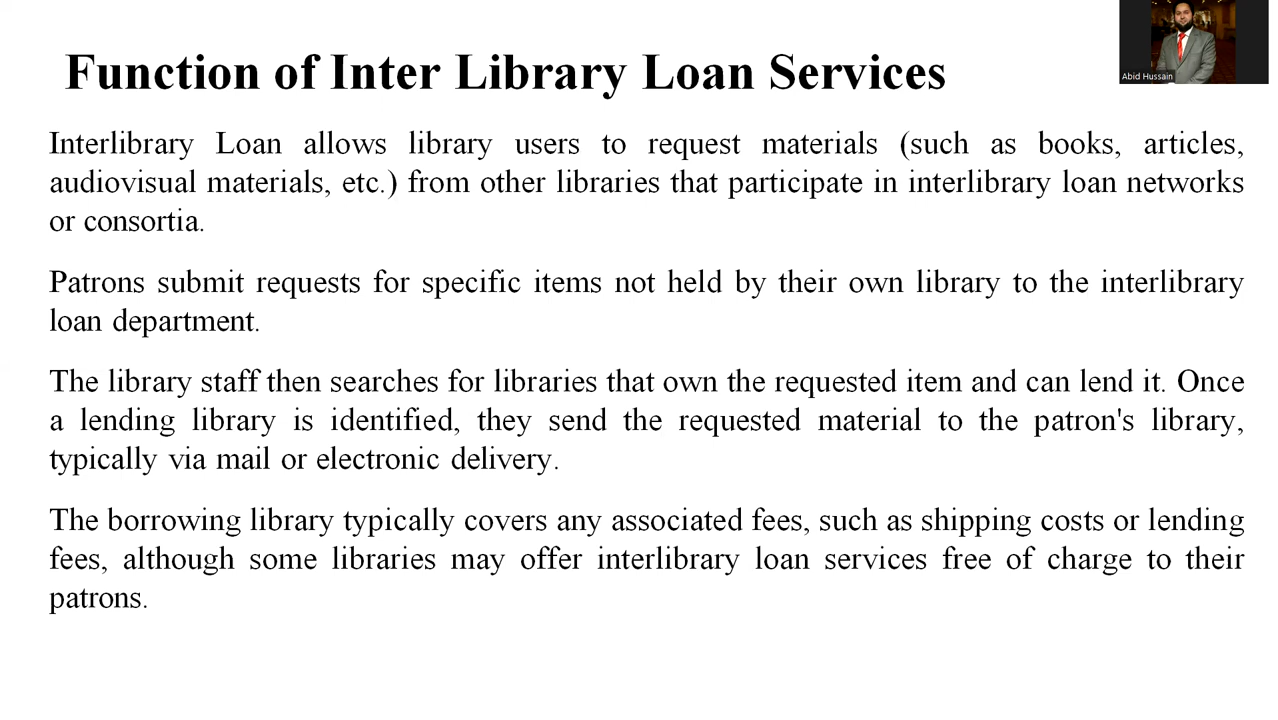 Function of Inter Library Loan Services
Abid Hussain
Interlibrary Loan allows library users to request materials (such as books, articles,
audiovisual materials, etc.) from other libraries that participate in interlibrary loan networks
or consortia.
Patrons submit requests for specific items not held by their own library to the interlibrary
loan department.
The library staff then searches for libraries that own the requested item and can lend it. Once
a lending library is identified, they send the requested material to the patron's library,
typically via mail or electronic delivery.
The borrowing library typically covers any associated fees, such as shipping costs or lending
fees, although some libraries may offer interlibrary loan services free of charge to their
patrons.